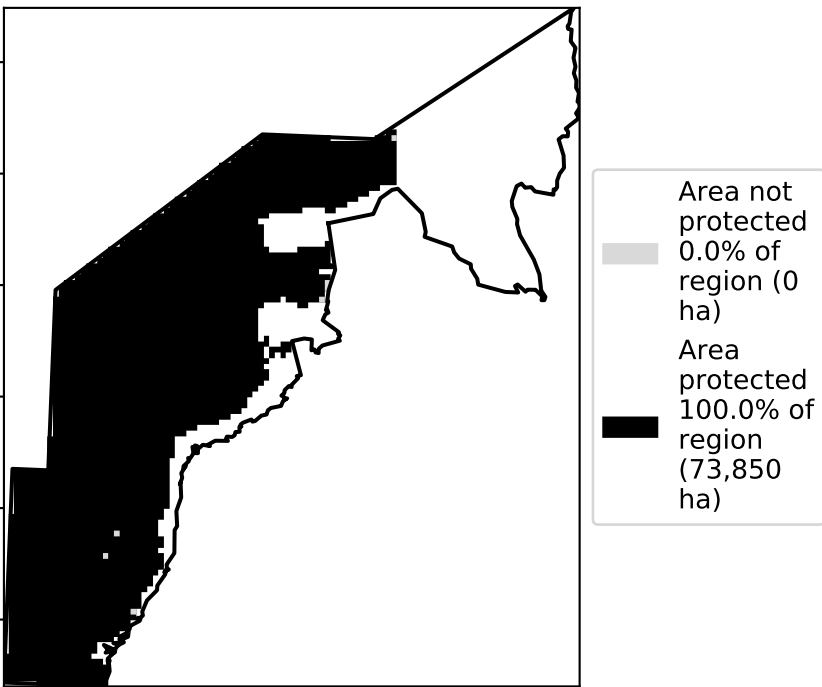 Area not
protected
0.0% of
region (0
ha)
Area
protected
100.0% of
region
(73,850
ha)